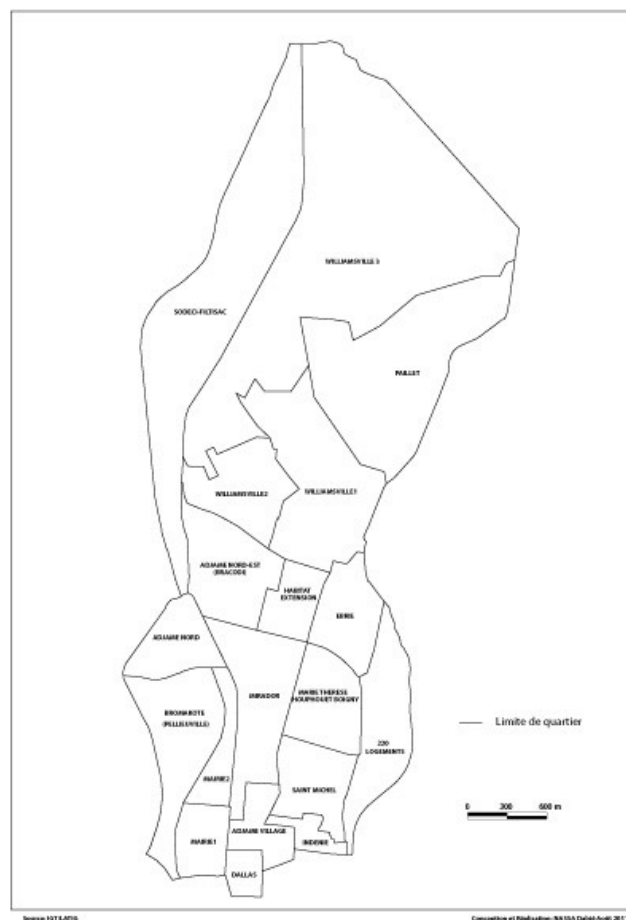 WILLIAMSVILLE 3
SODECI-FILTISAC
PAILLET
WILLIAMSVILLE2
WILLIAMSVILLE1
ADJAME NORD-EST
(BRACODI)
HABITAT
EXTENSION
EBRIE
ADJAME NORD
MIRADOR
MARIE THERESE
HOUPHOUET BOIGNY
BROMAKOTE
(PELLIEUVILLE)
220
LOGEMENTS
Limite de quartier
MAIRIE2
SAINT MICHEL
0 300 600 m
ADJAME VILLAGE
MAIRIE1
INDENIE
DALLAS